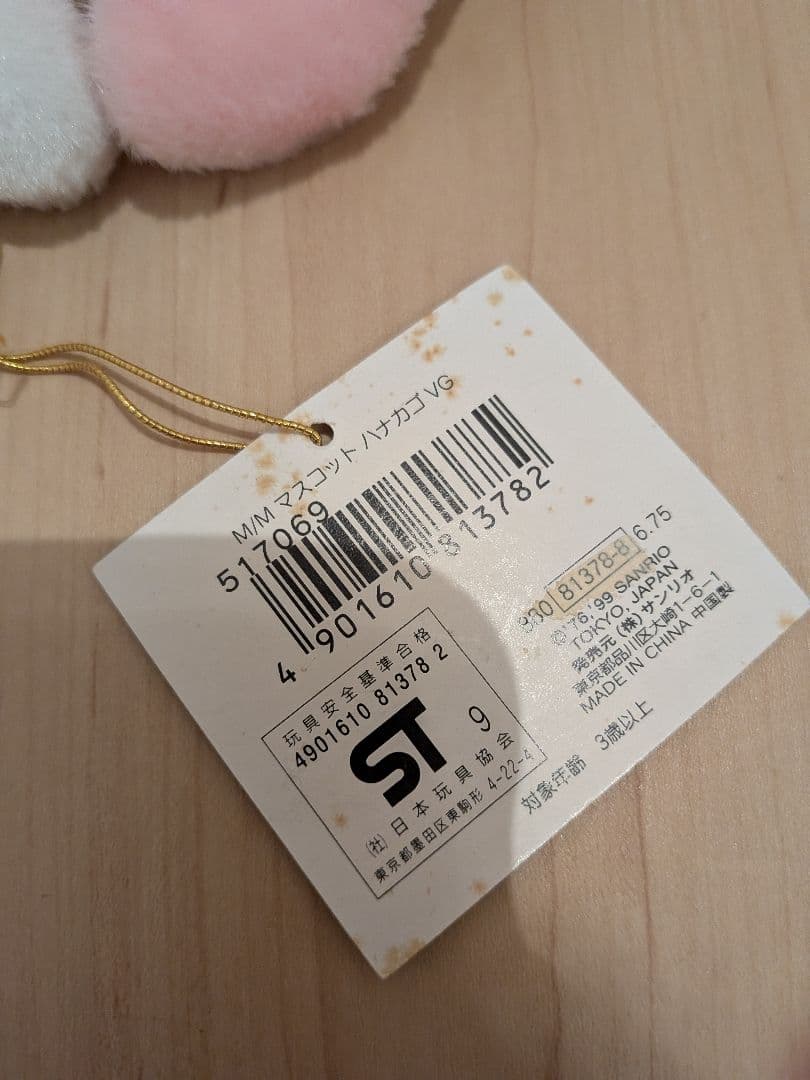 M/M マスコット ハナカゴ VG
517069
4 901610 813782
玩具安全基準合格
4901610 81378 2
ST 9
(社) 日本玩具協会
東京都墨田区東駒形 4-22-4
81378-8 6.75
©'76,'99 SANRIO
TOKYO, JAPAN
発売元 (株) サンリオ
東京都品川区大崎1-6-1
MADE IN CHINA 中国製
対象年齢 3歳以上